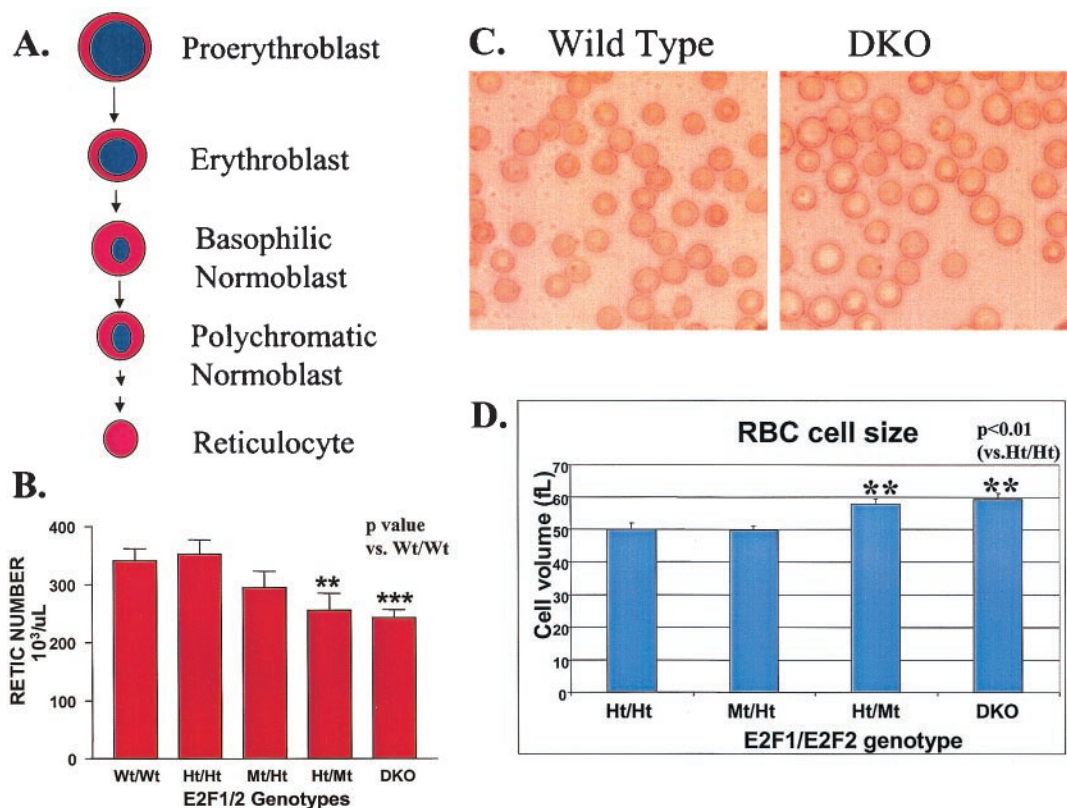 A.
Proerythroblast
Erythroblast
Basophilic
Normoblast
Polychromatic
Normoblast
Reticulocyte
B.
p value
vs. Wt/Wt
RETIC NUMBER
10³/uL
400
300
200
100
0
**
***
Wt/Wt Ht/Ht Mt/Ht Ht/Mt DKO
E2F1/2 Genotypes
C.
Wild Type DKO
D.
RBC cell size
p<0.01
(vs.Ht/Ht)
Cell volume (fL)
70
60
50
40
30
20
10
0
** **
Ht/Ht Mt/Ht Ht/Mt DKO
E2F1/E2F2 genotype